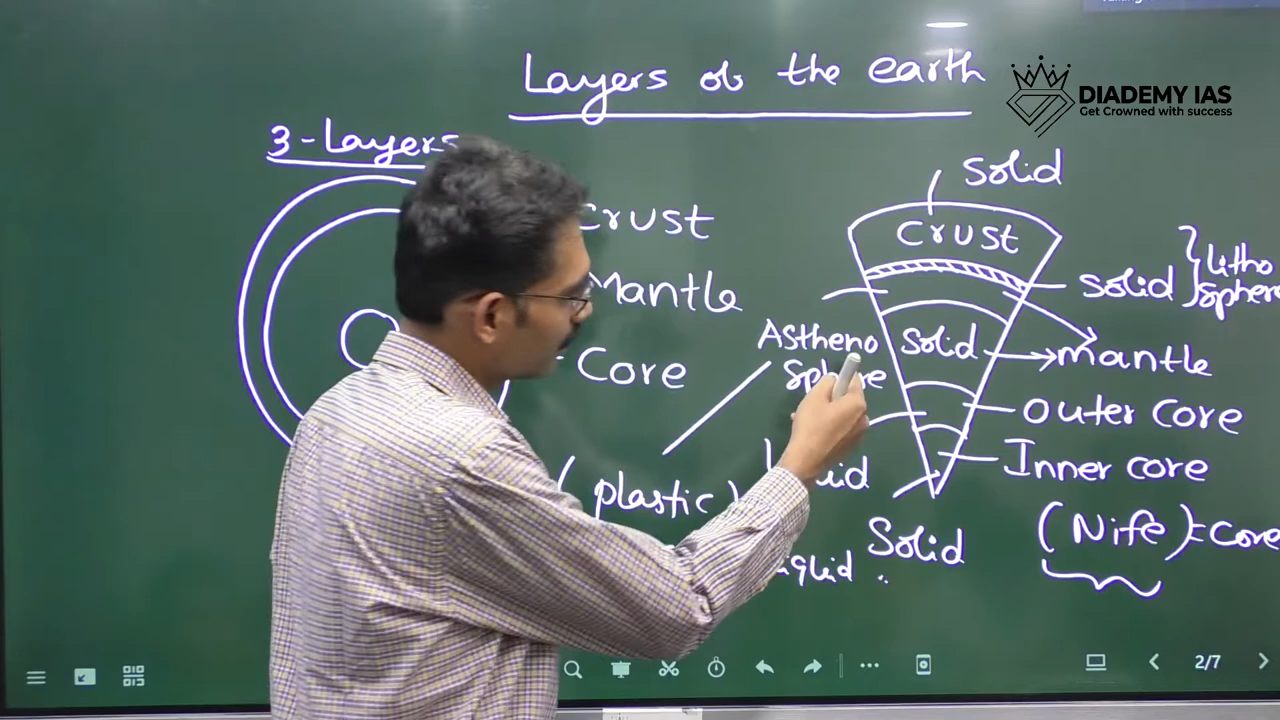 Layers of the earth
DIADEMY IAS
Get Crowned with success
3-Layers
Solid
Crust
Crust
Solid
Litho
Sphere
Mantle
Astheno
Sphere
Solid
mantle
Core
Outer core
Inner core
(plastic)
Solid
(Nife)=Core
2/7